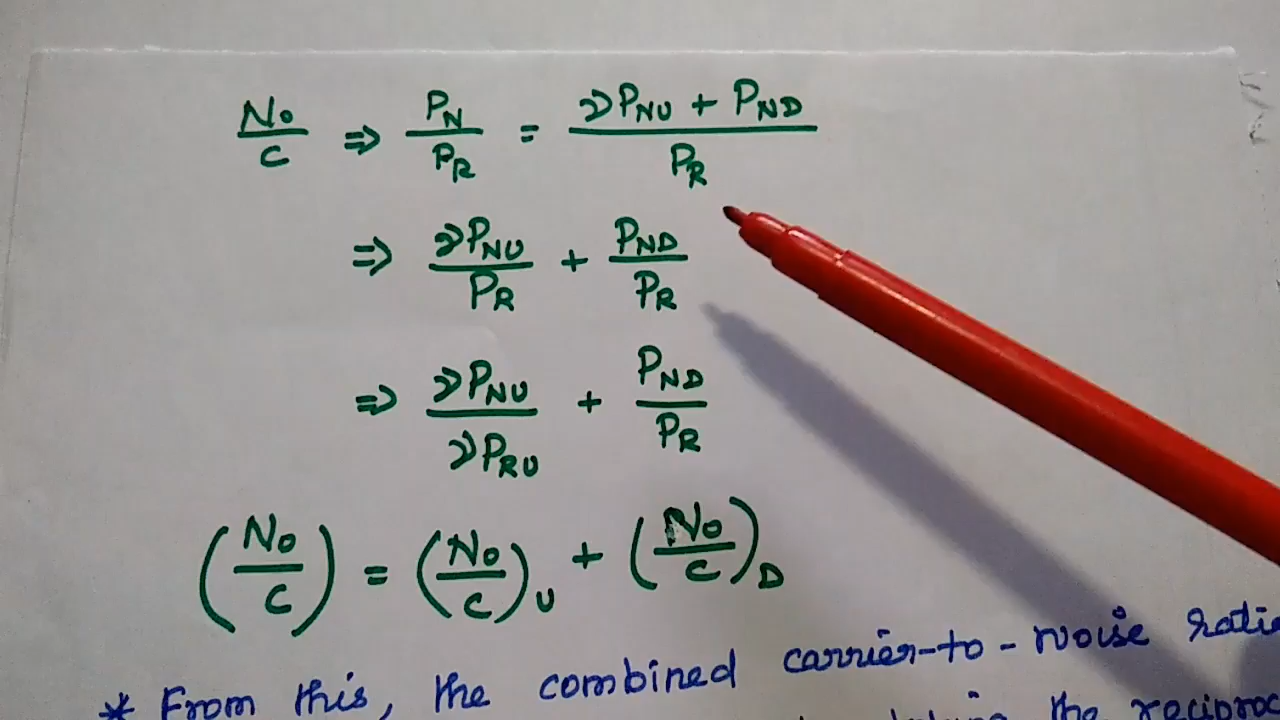 N₀/C ⇒ P_N/P_R = (γP_NU + P_ND)/P_R
⇒ γP_NU/P_R + P_ND/P_R
⇒ γP_NU/γP_RU + P_ND/P_R
(N₀/C) = (N₀/C)_U + (N₀/C)_D
* From this, the combined carrier-to-noise ratio
the reciproc